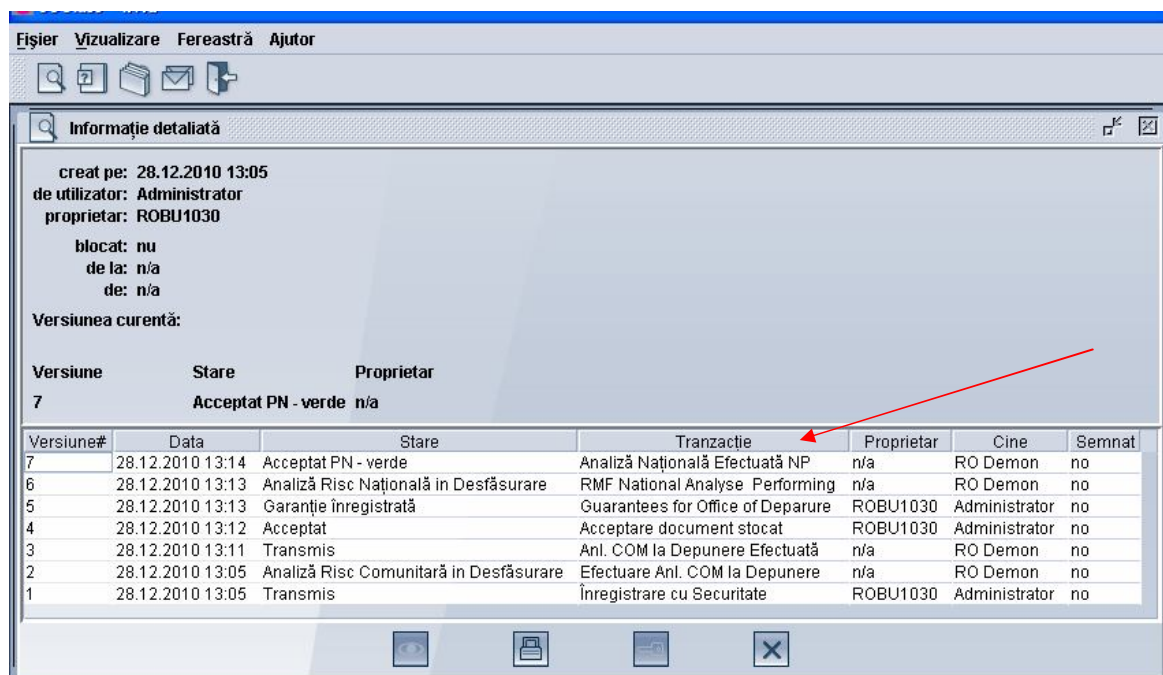 Fișier Vizualizare Fereastră Ajutor
Informație detaliată
creat pe: 28.12.2010 13:05
de utilizator: Administrator
proprietar: ROBU1030
blocat: nu
de la: n/a
de: n/a
Versiunea curentă:
Versiune Stare Proprietar
7 Acceptat PN - verde n/a
Versiune# Data Stare Tranzacție Proprietar Cine Semnat
7 28.12.2010 13:14 Acceptat PN - verde Analiză Națională Efectuată NP n/a RO Demon no
6 28.12.2010 13:13 Analiză Risc Națională in Desfăsurare RMF National Analyse Performing n/a RO Demon no
5 28.12.2010 13:13 Garanție înregistrată Guarantees for Office of Deparure ROBU1030 Administrator no
4 28.12.2010 13:12 Acceptat Acceptare document stocat ROBU1030 Administrator no
3 28.12.2010 13:11 Transmis Anl. COM la Depunere Efectuată n/a RO Demon no
2 28.12.2010 13:05 Analiză Risc Comunitară in Desfăsurare Efectuare Anl. COM la Depunere n/a RO Demon no
1 28.12.2010 13:05 Transmis Înregistrare cu Securitate ROBU1030 Administrator no